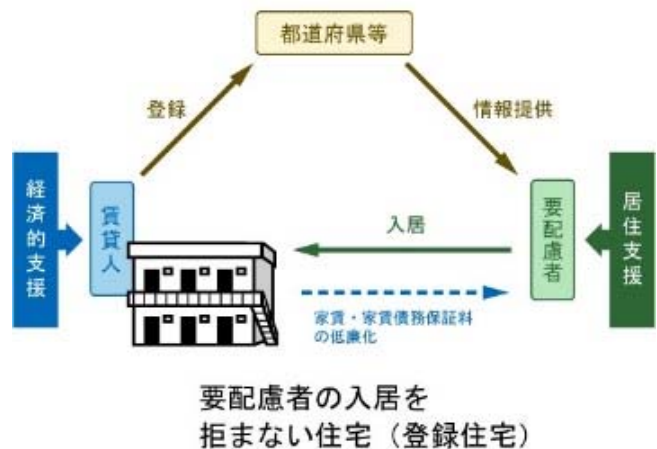 都道府県等
登録
情報提供
経済的支援
賃貸人
入居
要配慮者
居住支援
家賃・家賃債務保証料
の低廉化
要配慮者の入居を
拒まない住宅（登録住宅）